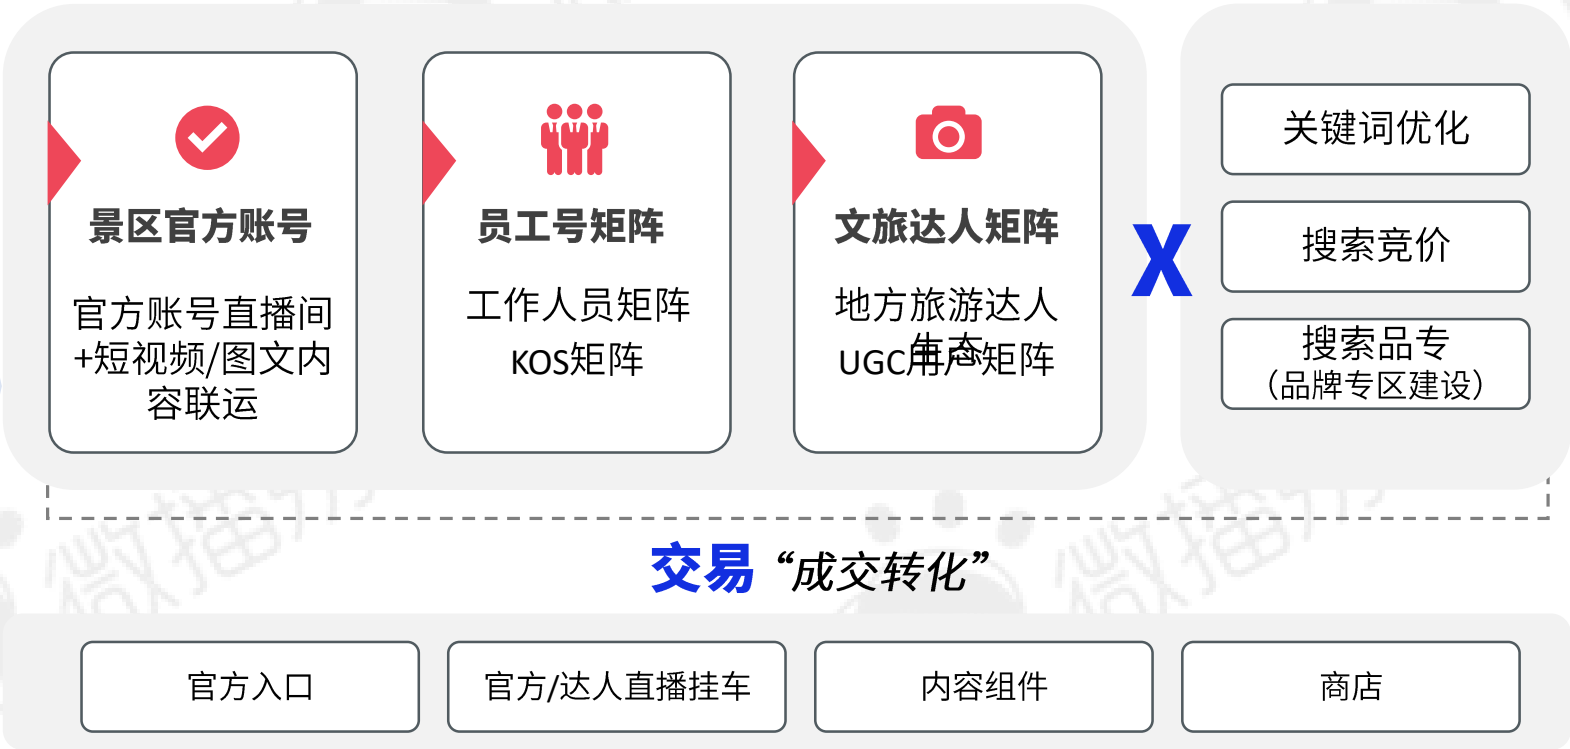 景区官方账号
官方账号直播间
+短视频/图文内
容联运
员工号矩阵
工作人员矩阵
KOS矩阵
文旅达人矩阵
地方旅游达人
生态
UGC用户矩阵
X
关键词优化
搜索竞价
搜索品专
（品牌专区建设）
交易 “成交转化”
官方入口
官方/达人直播挂车
内容组件
商店